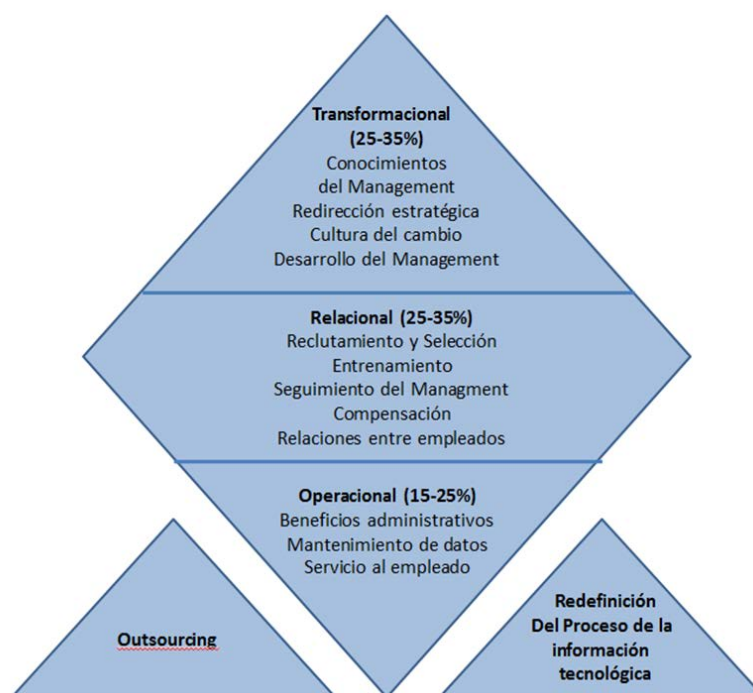 Transformacional
(25-35%)
Conocimientos
del Management
Redirección estratégica
Cultura del cambio
Desarrollo del Management
Relacional (25-35%)
Reclutamiento y Selección
Entrenamiento
Seguimiento del Managment
Compensación
Relaciones entre empleados
Operacional (15-25%)
Beneficios administrativos
Mantenimiento de datos
Servicio al empleado
Outsourcing
Redefinición
Del Proceso de la
información
tecnológica